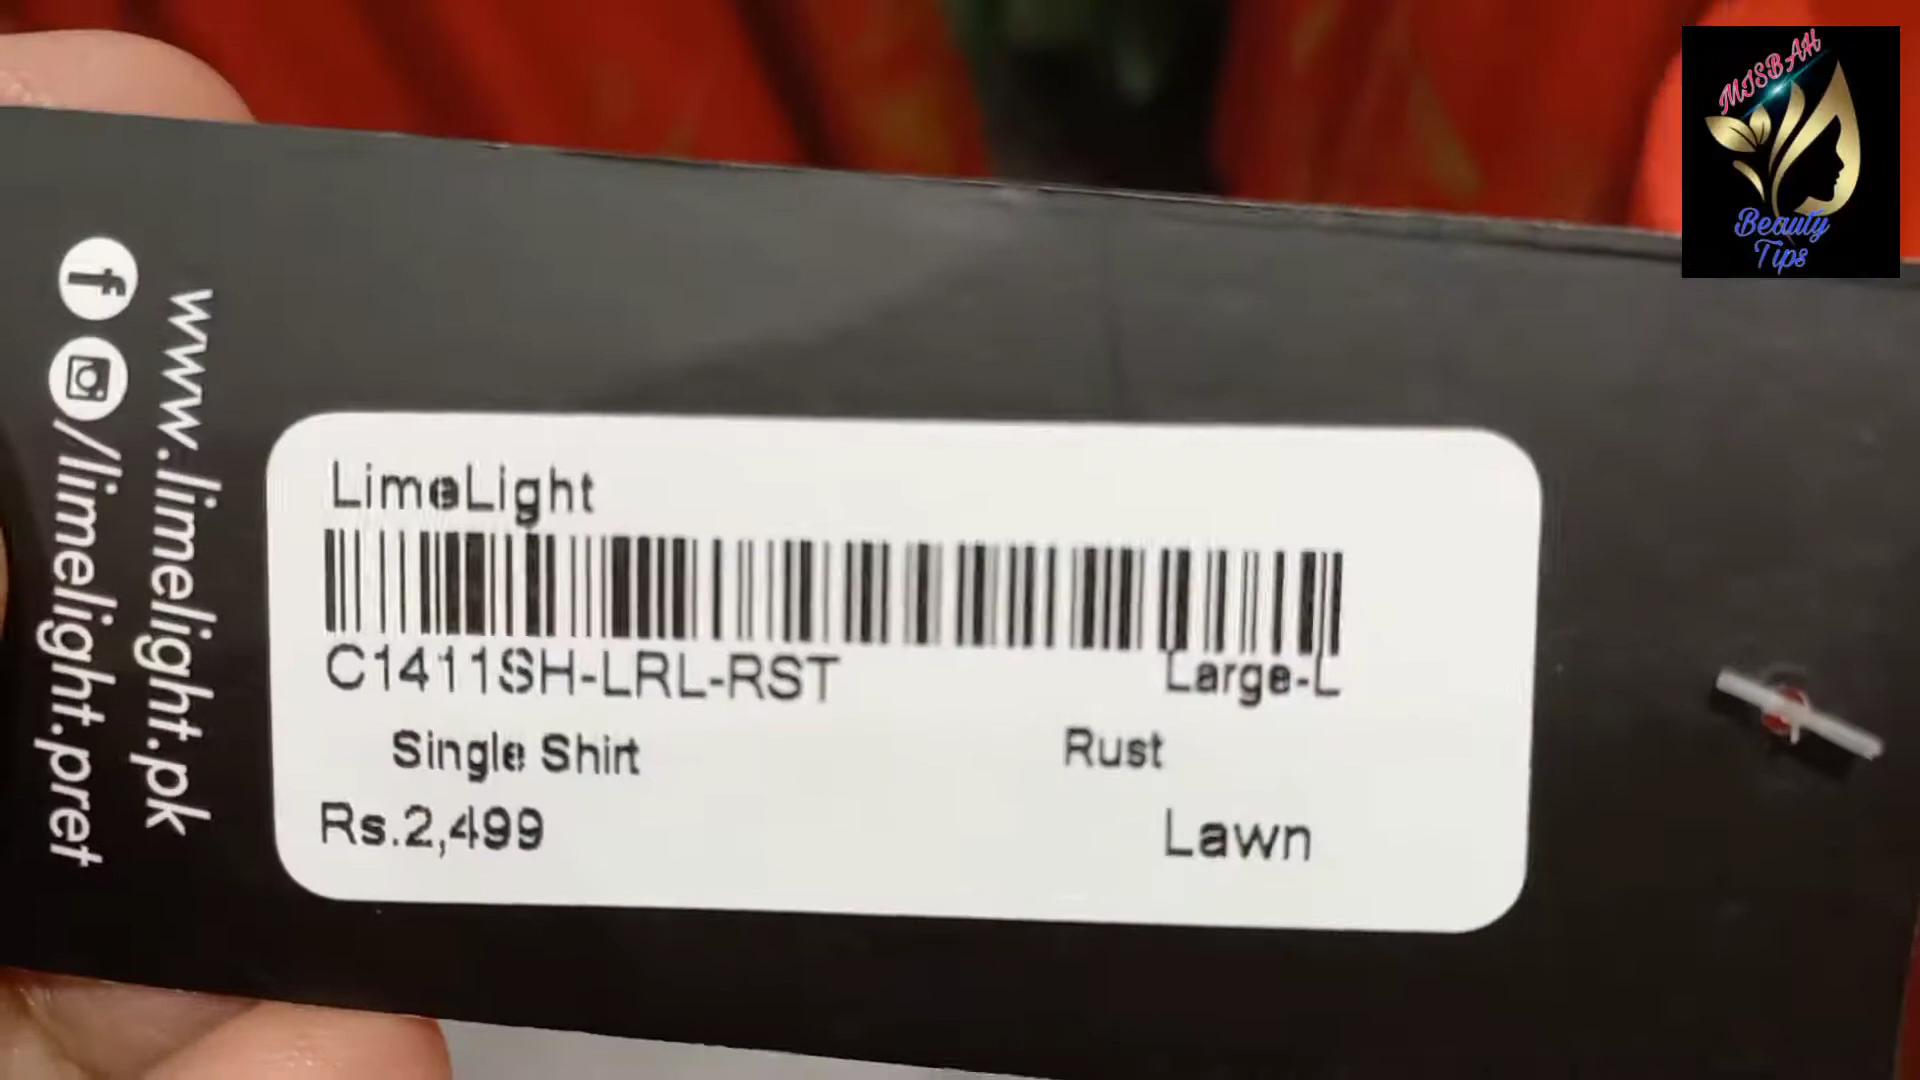 MISBAH
Beauty
Tips
www.limelight.pk
/limelight.pret
LimeLight
C1411SH-LRL-RST Large-L
Single Shirt Rust
Rs.2,499 Lawn